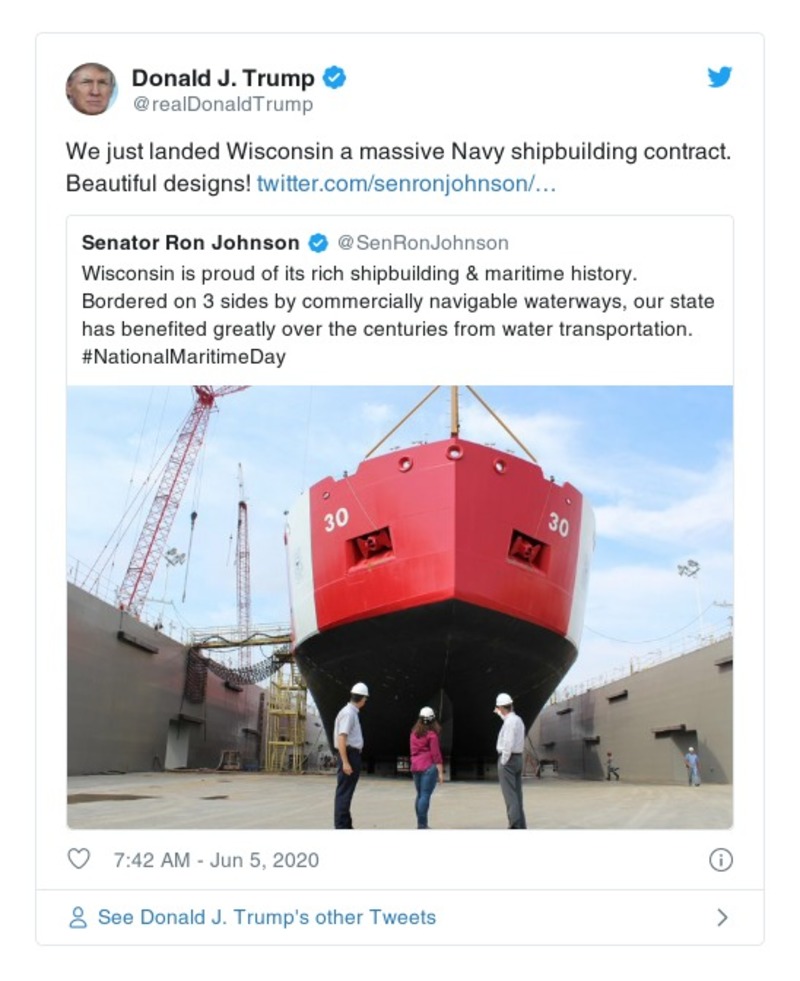 Donald J. Trump
@realDonaldTrump
We just landed Wisconsin a massive Navy shipbuilding contract.
Beautiful designs! twitter.com/senronjohnson/…
Senator Ron Johnson @SenRonJohnson
Wisconsin is proud of its rich shipbuilding & maritime history.
Bordered on 3 sides by commercially navigable waterways, our state
has benefited greatly over the centuries from water transportation.
#NationalMaritimeDay
30 30
7:42 AM - Jun 5, 2020
See Donald J. Trump's other Tweets